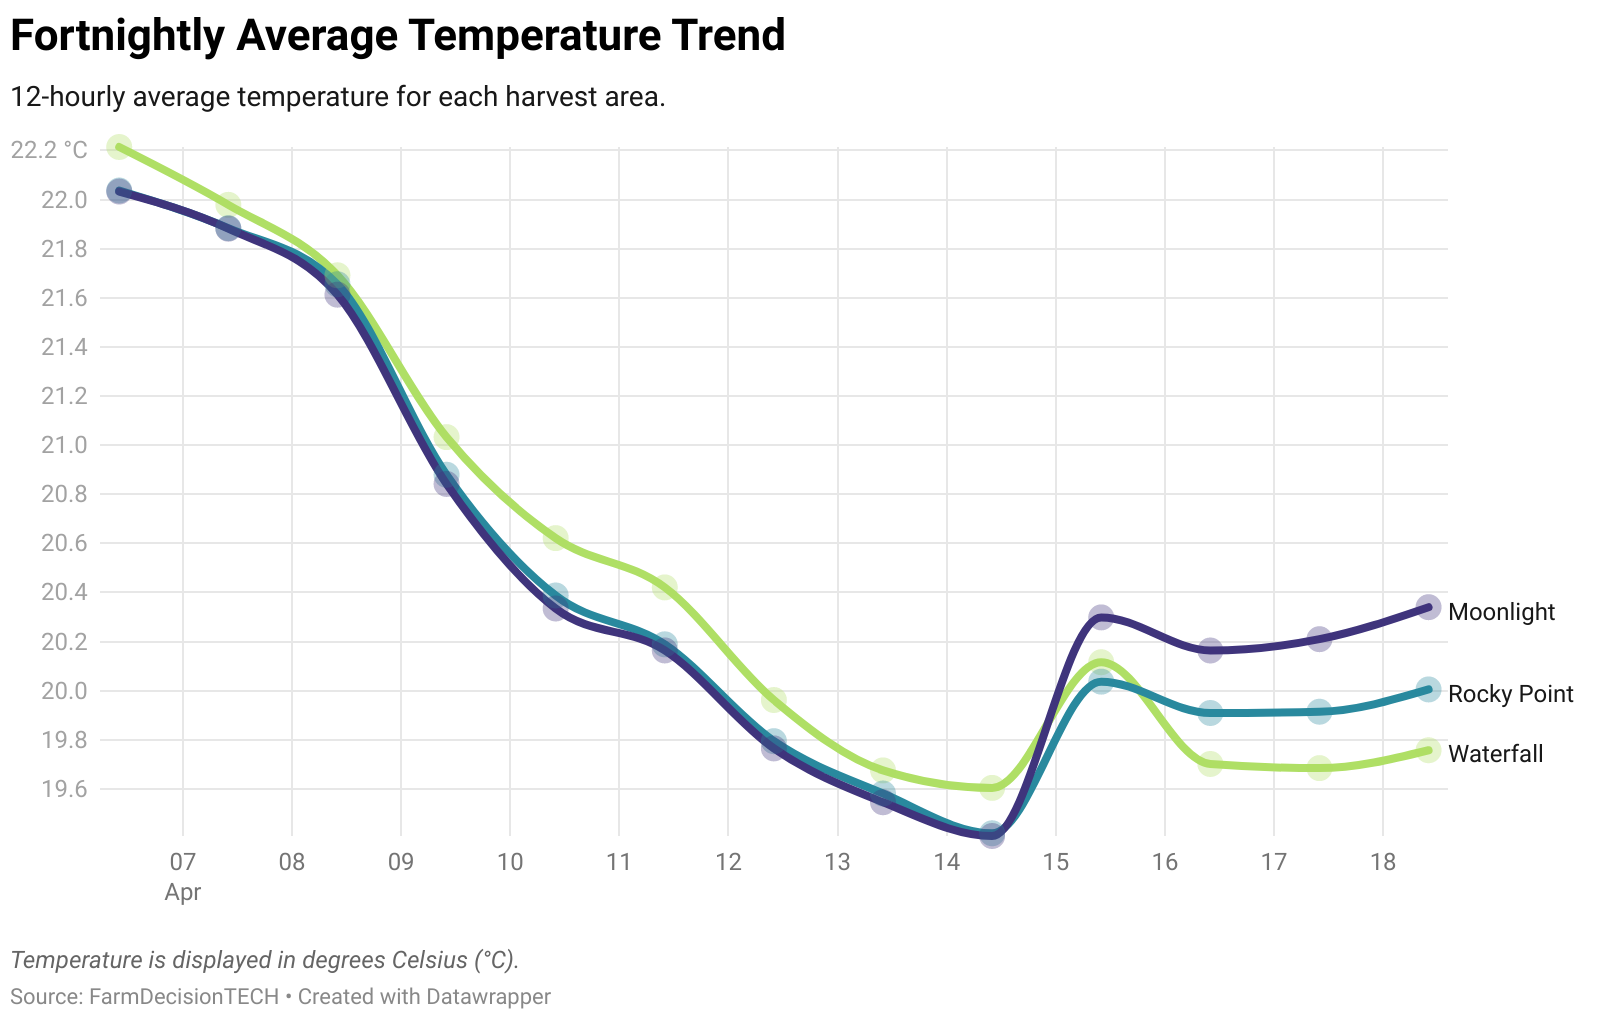 Fortnightly Average Temperature Trend
12-hourly average temperature for each harvest area.
22.2 °C
22.0
21.8
21.6
21.4
21.2
21.0
20.8
20.6
20.4
20.2
20.0
19.8
19.6
Moonlight
Rocky Point
Waterfall
07 08 09 10 11 12 13 14 15 16 17 18
Apr
Temperature is displayed in degrees Celsius (°C).
Source: FarmDecisionTECH • Created with Datawrapper